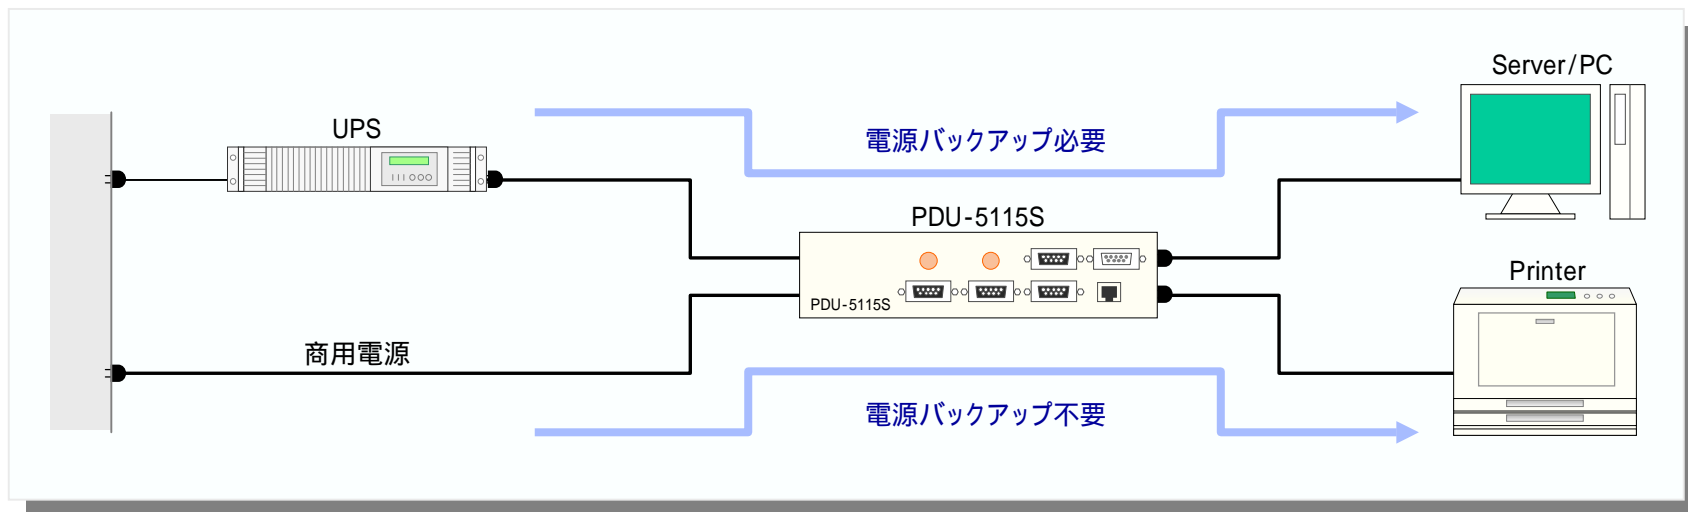 Server/PC
UPS
電源バックアップ必要
PDU-5115S
PDU-5115S
Printer
商用電源
電源バックアップ不要